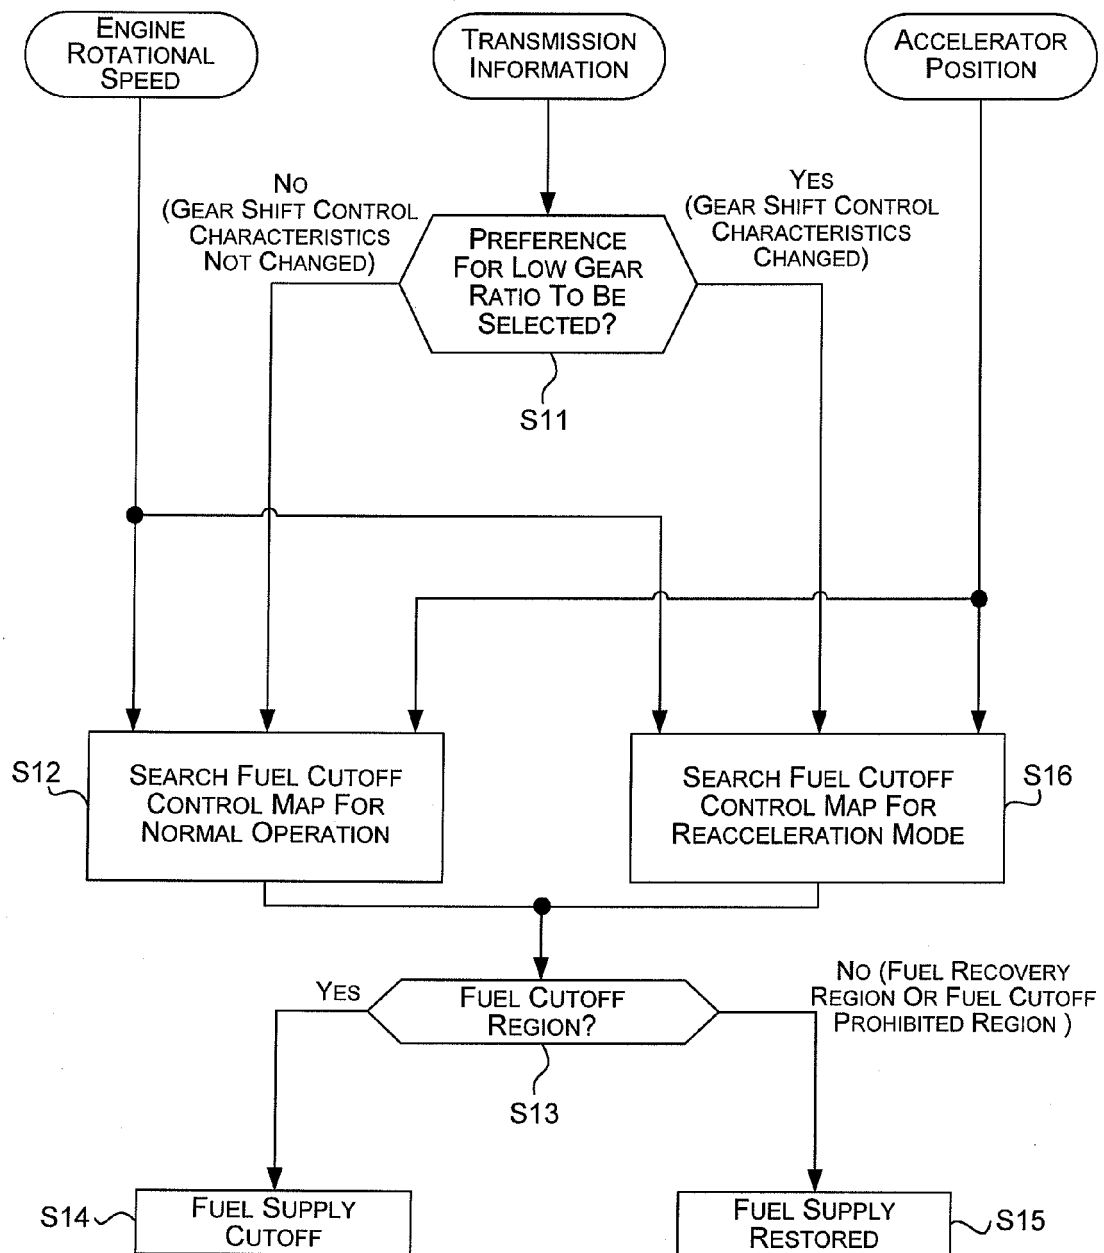 ENGINE
ROTATIONAL
SPEED
TRANSMISSION
INFORMATION
ACCELERATOR
POSITION
NO
(GEAR SHIFT CONTROL
CHARACTERISTICS
NOT CHANGED)
PREFERENCE
FOR LOW GEAR
RATIO TO BE
SELECTED?
YES
(GEAR SHIFT CONTROL
CHARACTERISTICS
CHANGED)
S11
S12
SEARCH FUEL CUTOFF
CONTROL MAP FOR
NORMAL OPERATION
SEARCH FUEL CUTOFF
CONTROL MAP FOR
REACCELERATION MODE
S16
YES
FUEL CUTOFF
REGION?
NO (FUEL RECOVERY
REGION OR FUEL CUTOFF
PROHIBITED REGION )
S13
S14
FUEL SUPPLY
CUTOFF
FUEL SUPPLY
RESTORED
S15